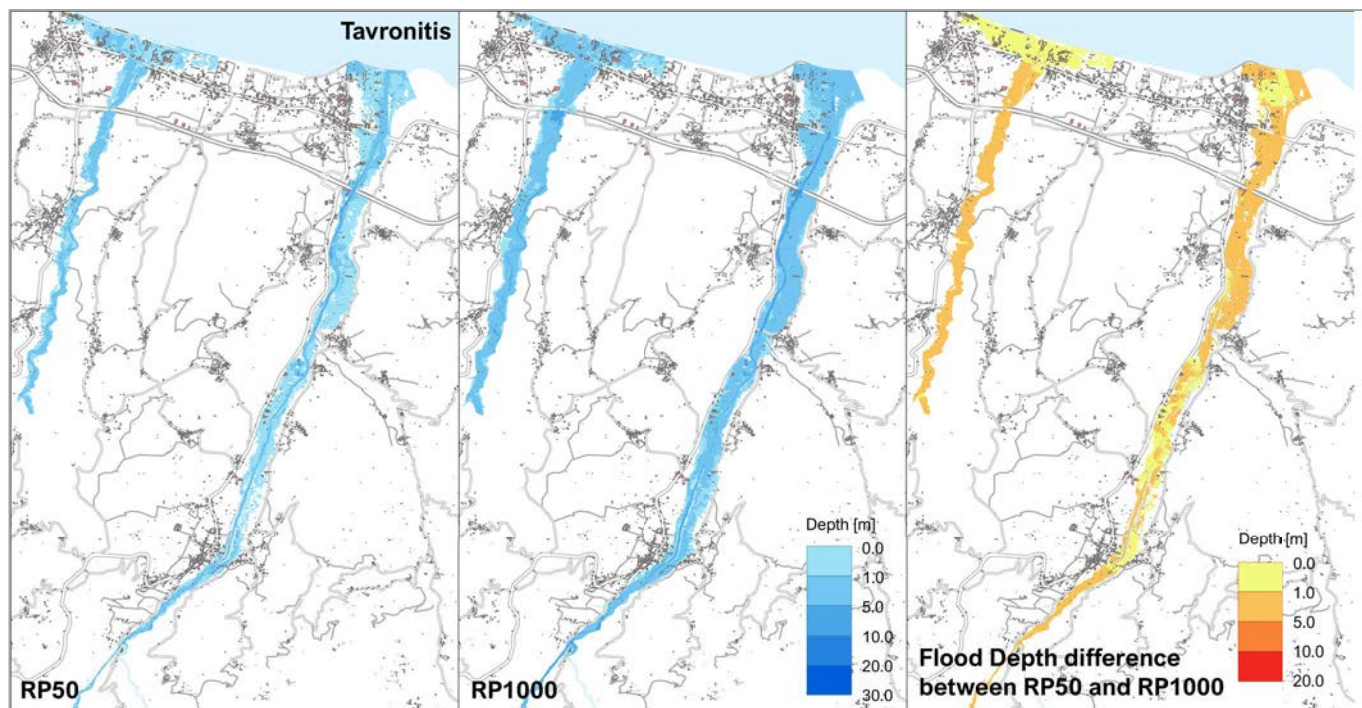 Tavronitis
RP50
RP1000
Depth [m]
0.0
1.0
5.0
10.0
20.0
30.0
Depth [m]
0.0
1.0
5.0
10.0
20.0
Flood Depth difference
between RP50 and RP1000